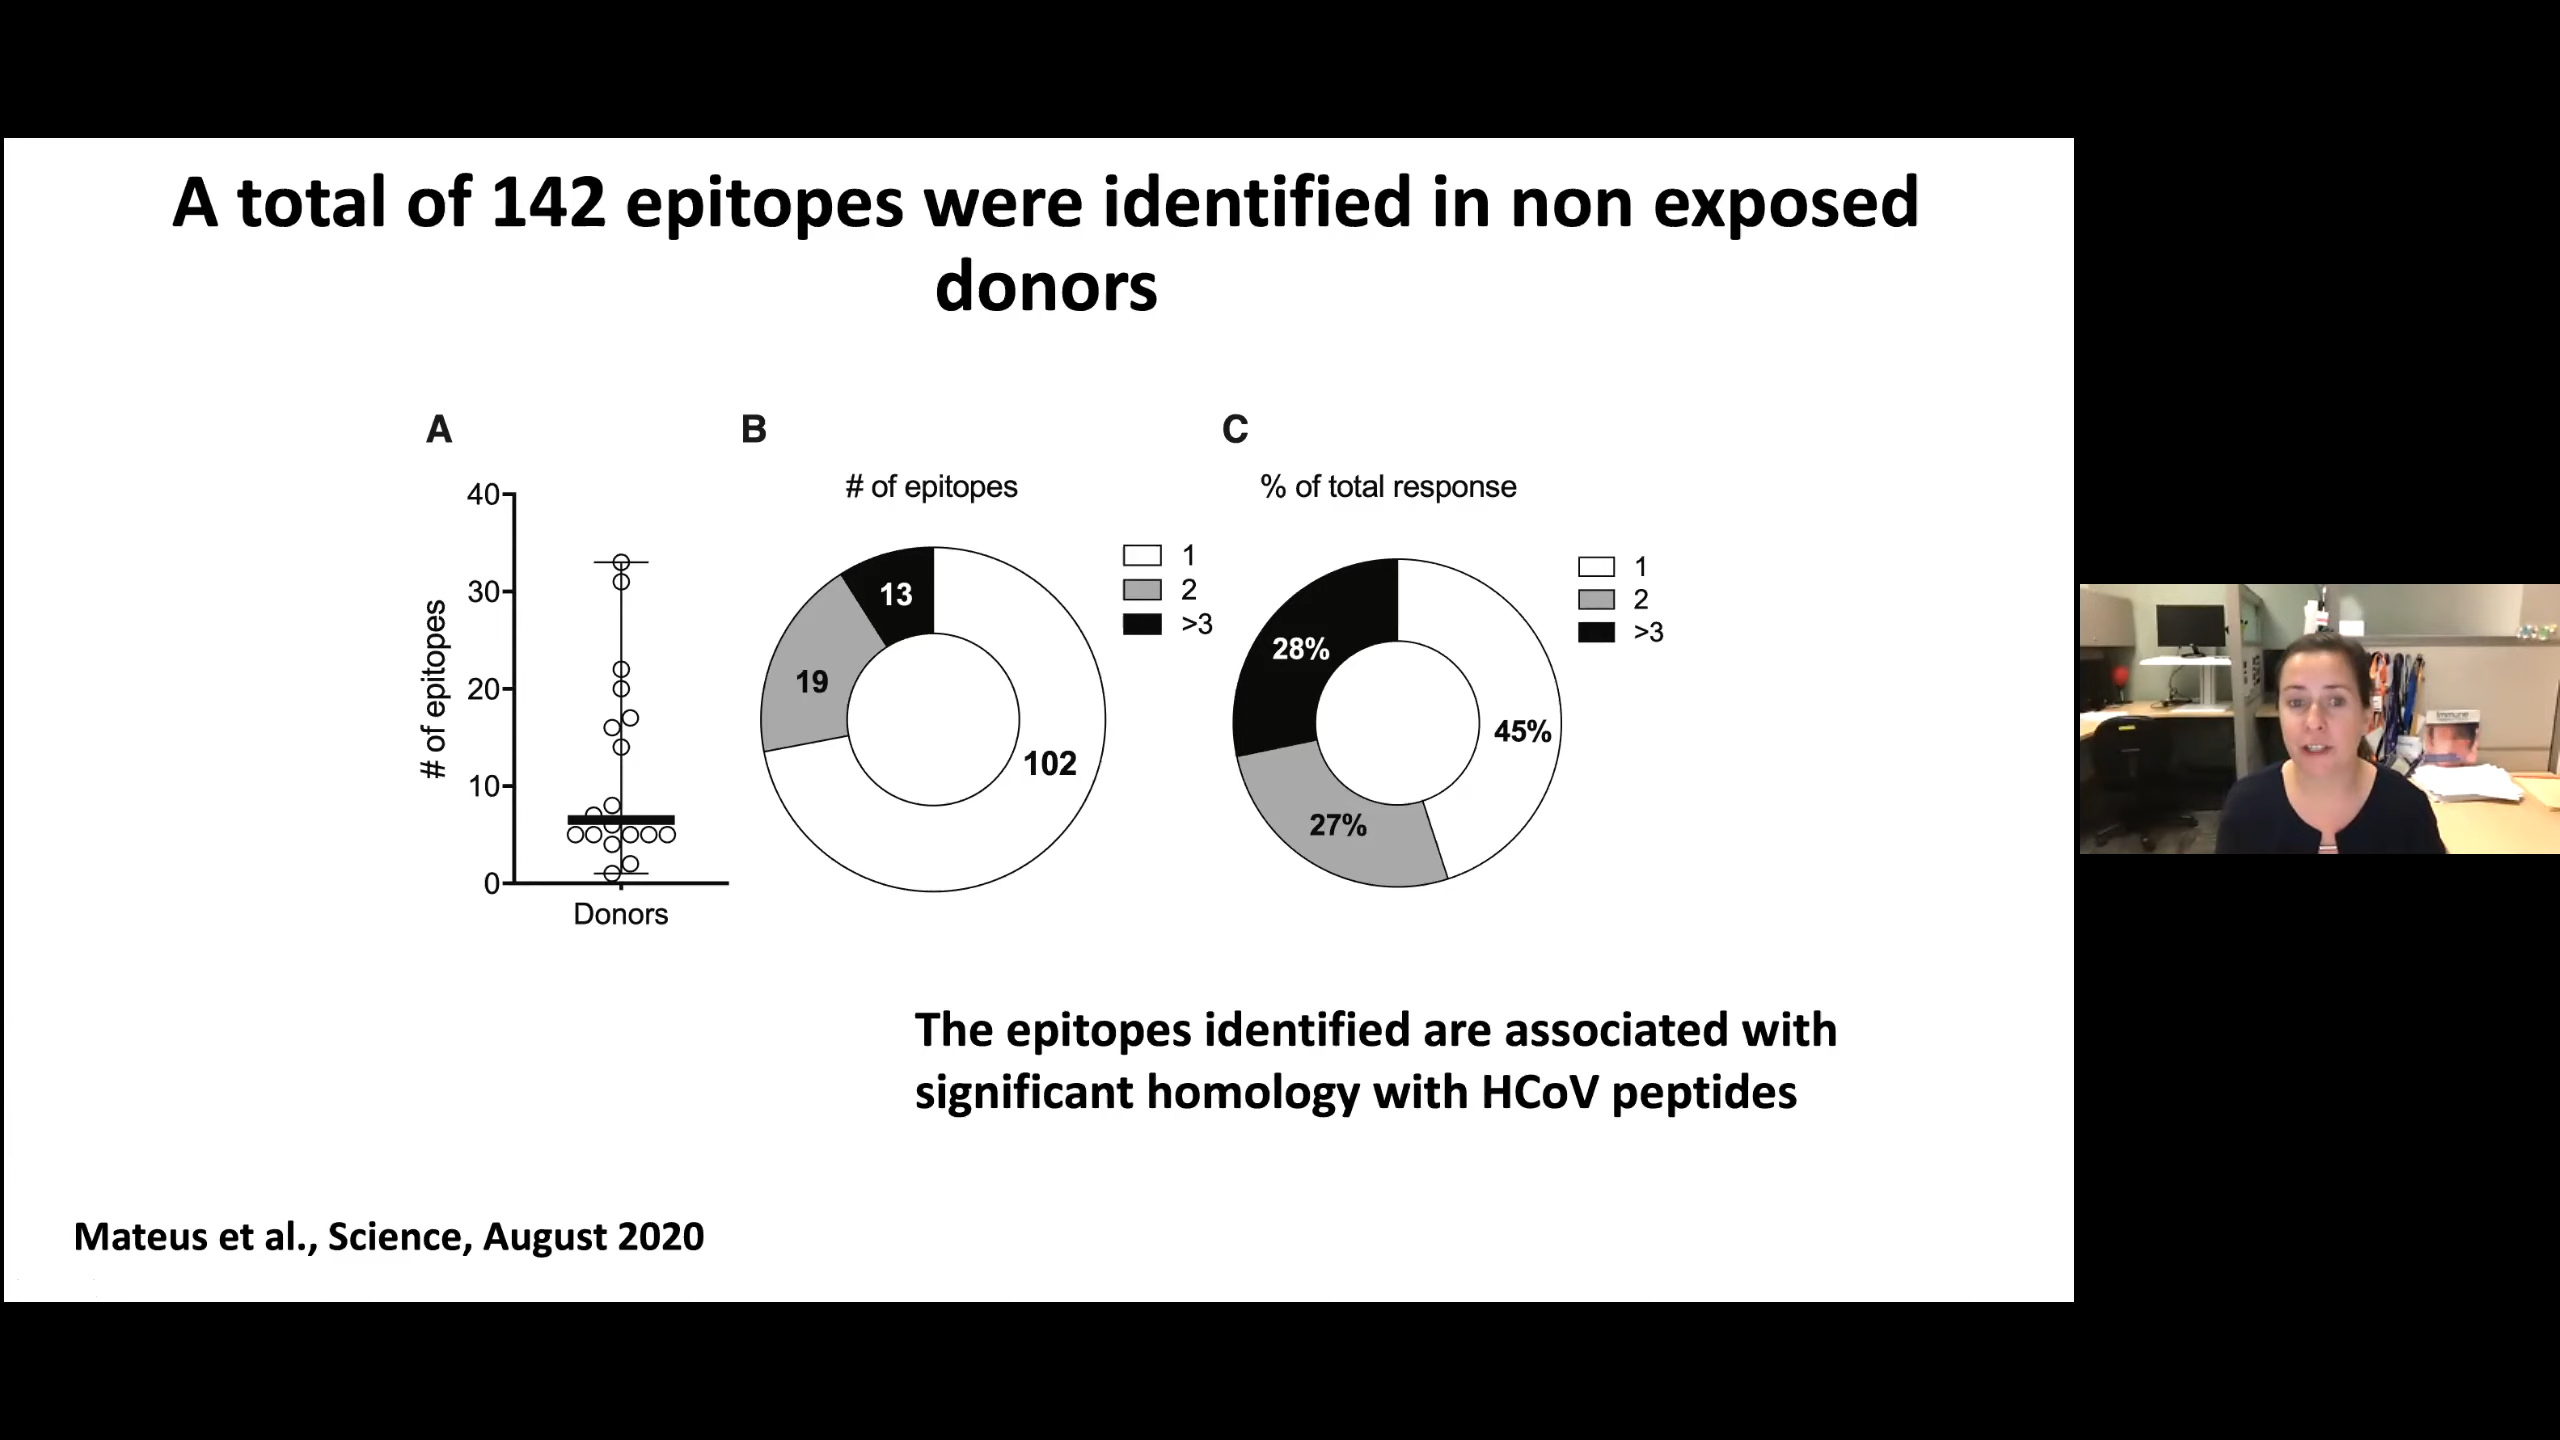 A total of 142 epitopes were identified in non exposed
donors
A
B
C
# of epitopes
40
30
20
10
0
Donors
# of epitopes
1
2
>3
13
19
102
% of total response
1
2
>3
28%
45%
27%
The epitopes identified are associated with
significant homology with HCoV peptides
Mateus et al., Science, August 2020
Immune